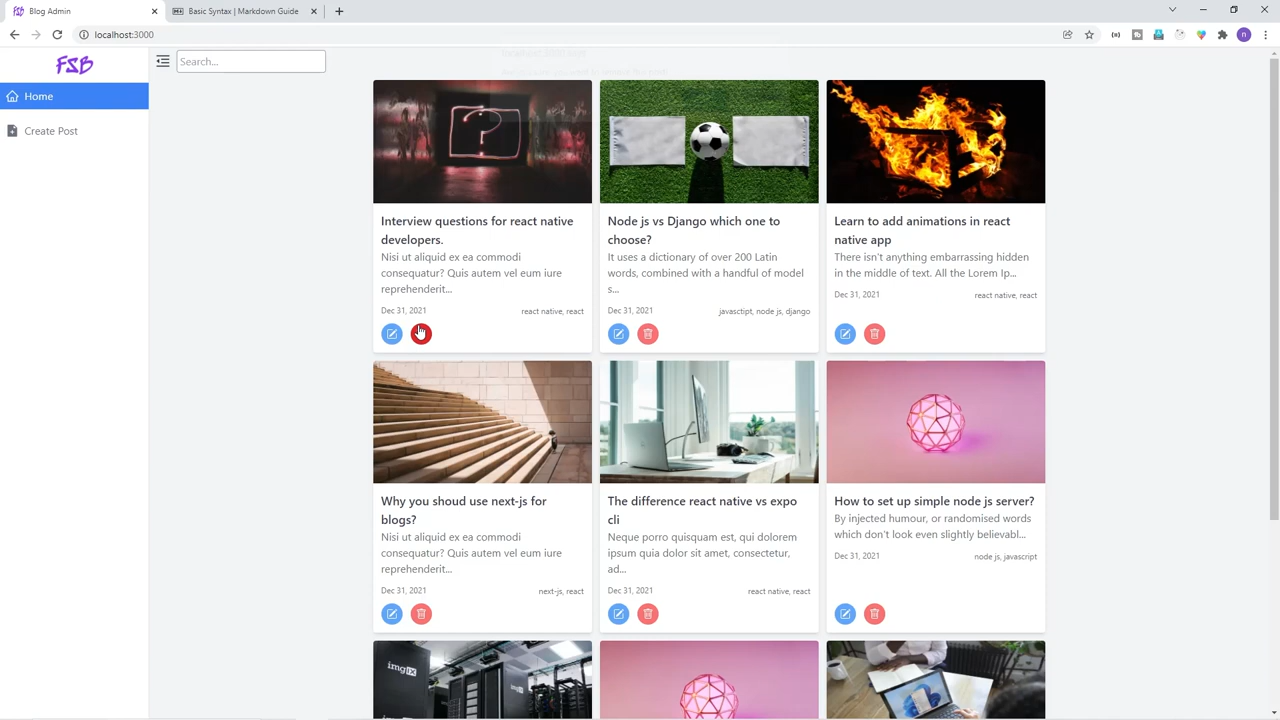 Blog Admin
Basic Syntax | Markdown Guide
localhost:3000
n
FSB
Search...
Home
Create Post
Interview questions for react native
developers.
Nisi ut aliquid ex ea commodi
consequatur? Quis autem vel eum iure
reprehenderit...
Dec 31, 2021
react native, react
Node js vs Django which one to
choose?
It uses a dictionary of over 200 Latin
words, combined with a handful of model
s...
Dec 31, 2021
javasctipt, node js, django
Learn to add animations in react
native app
There isn't anything embarrassing hidden
in the middle of text. All the Lorem Ip...
Dec 31, 2021
react native, react
Why you shoud use next-js for
blogs?
Nisi ut aliquid ex ea commodi
consequatur? Quis autem vel eum iure
reprehenderit...
Dec 31, 2021
next-js, react
The difference react native vs expo
cli
Neque porro quisquam est, qui dolorem
ipsum quia dolor sit amet, consectetur,
ad...
Dec 31, 2021
react native, react
How to set up simple node js server?
By injected humour, or randomised words
which don't look even slightly believabl...
Dec 31, 2021
node js, javascript
imgIX